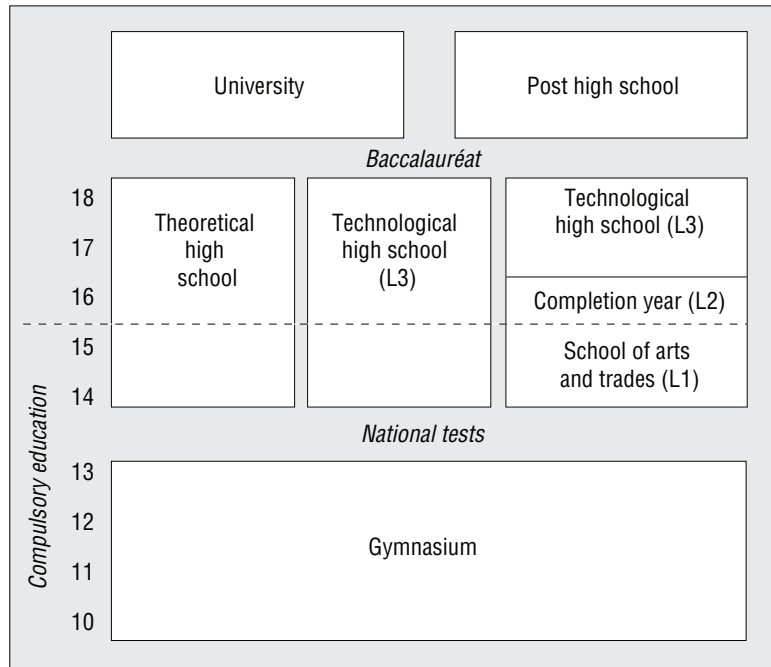 University
Post high school
Baccalauréat
18
17
16
15
14
Theoretical
high
school
Technological
high school
(L3)
Technological
high school (L3)
Completion year (L2)
School of arts
and trades (L1)
National tests
Compulsory education
13
12
11
10
Gymnasium